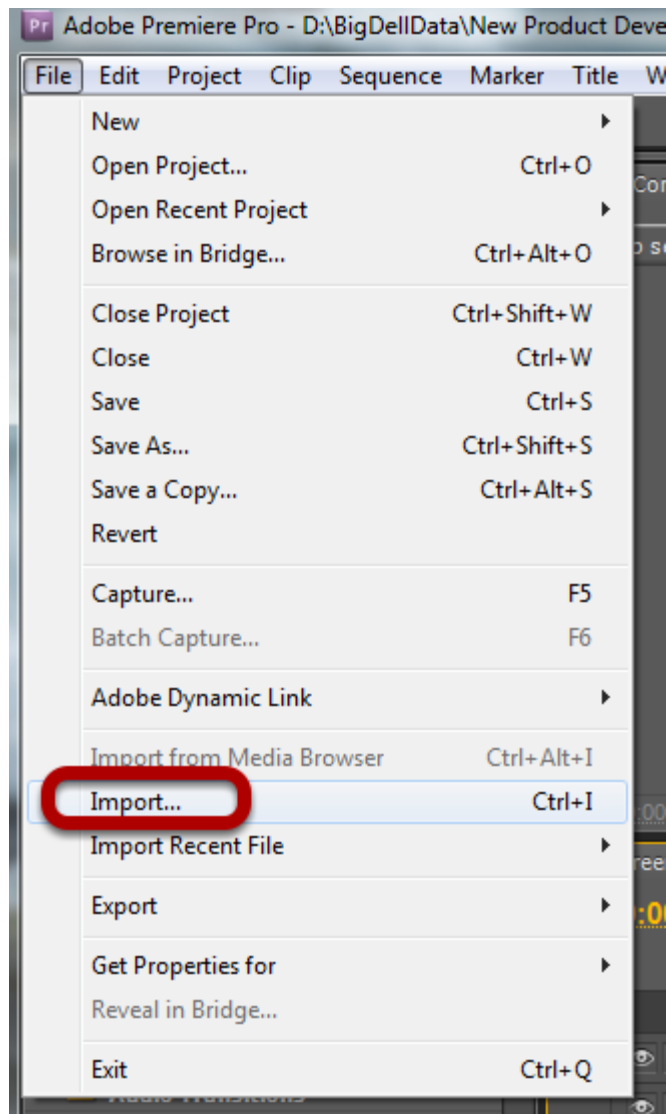 Pr Adobe Premiere Pro - D:\BigDellData\New Product Deve
File Edit Project Clip Sequence Marker Title W
New
Open Project... Ctrl+O
Open Recent Project
Browse in Bridge... Ctrl+Alt+O
Close Project Ctrl+Shift+W
Close Ctrl+W
Save Ctrl+S
Save As... Ctrl+Shift+S
Save a Copy... Ctrl+Alt+S
Revert
Capture... F5
Batch Capture... F6
Adobe Dynamic Link
Import from Media Browser Ctrl+Alt+I
Import... Ctrl+I
Import Recent File
Export
Get Properties for
Reveal in Bridge...
Exit Ctrl+Q
Audio Transitions